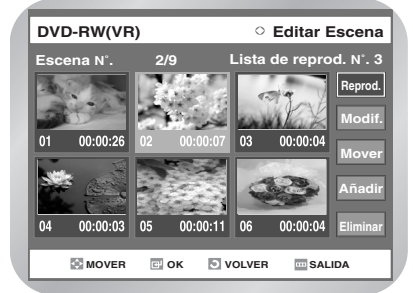 DVD-RW(VR) Editar Escena
Escena N°. 2/9 Lista de reprod. N°. 3
Reprod.
Modif.
01 00:00:26 02 00:00:07 03 00:00:04
Mover
Añadir
04 00:00:03 05 00:00:11 06 00:00:04 Eliminar
MOVER OK VOLVER SALIDA